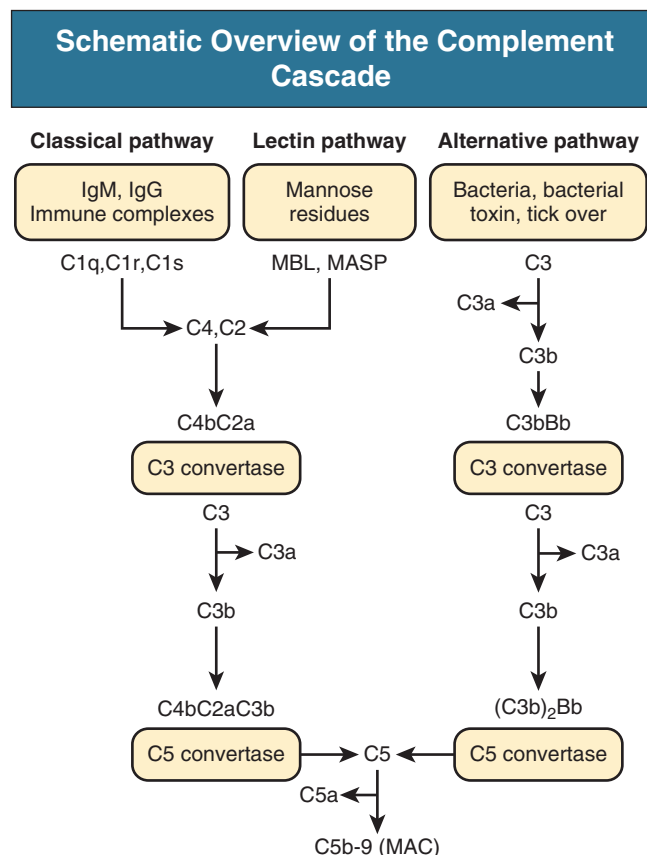 Schematic Overview of the Complement
Cascade
Classical pathway
Lectin pathway
Alternative pathway
IgM, IgG
Immune complexes
Mannose
residues
Bacteria, bacterial
toxin, tick over
C1q,C1r,C1s
MBL, MASP
C3
C3a
C4,C2
C3b
C4bC2a
C3bBb
C3 convertase
C3 convertase
C3
C3
C3a
C3a
C3b
C3b
C4bC2aC3b
(C3b)₂Bb
C5 convertase
C5
C5 convertase
C5a
C5b-9 (MAC)